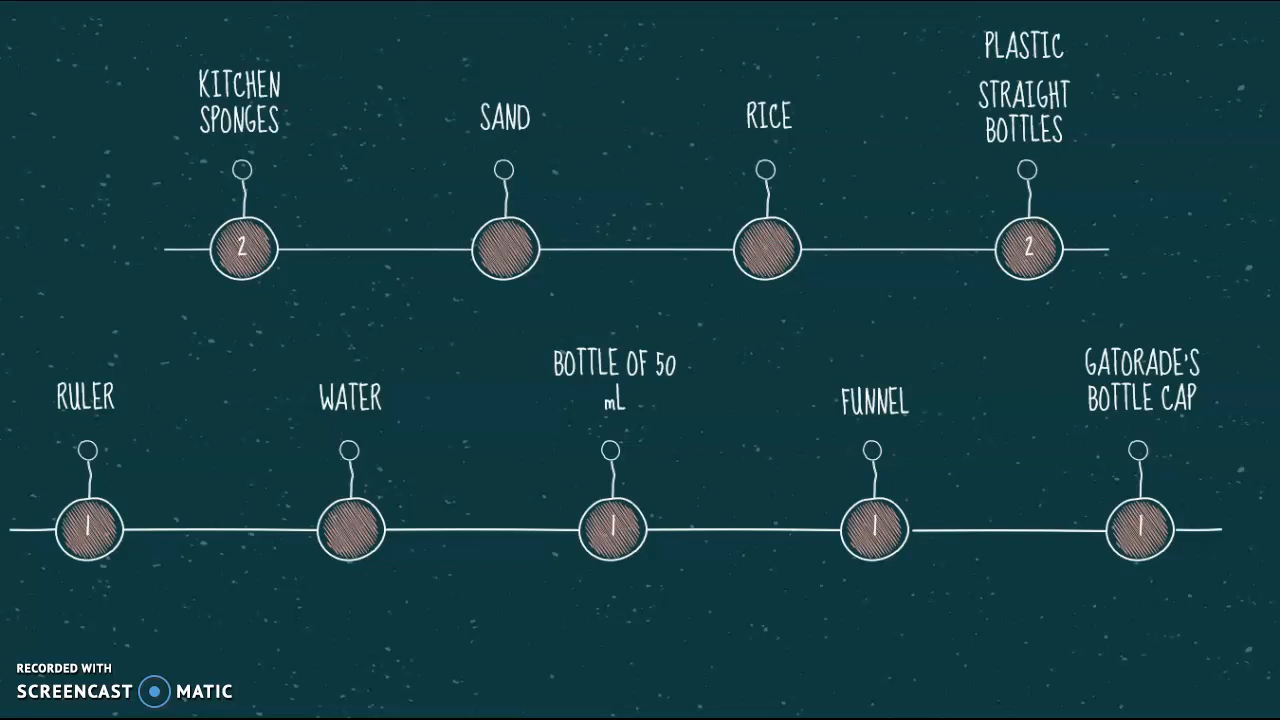 KITCHEN
SPONGES
2
SAND
RICE
PLASTIC
STRAIGHT
BOTTLES
2
RULER
1
WATER
BOTTLE OF 50
mL
1
FUNNEL
1
GATORADE'S
BOTTLE CAP
1
RECORDED WITH
SCREENCAST MATIC